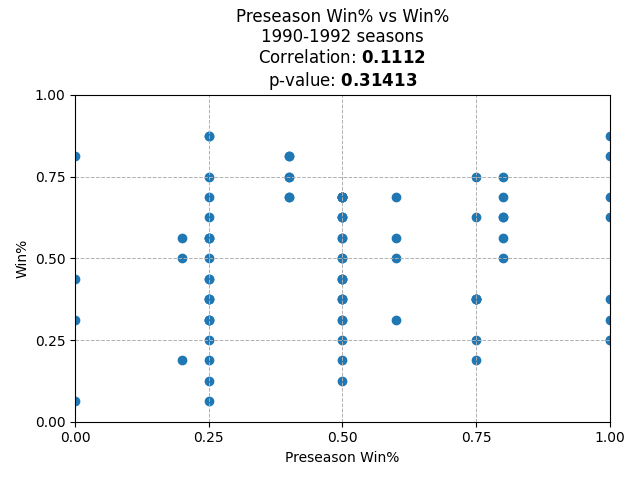 Preseason Win% vs Win%
1990-1992 seasons
Correlation: 0.1112
p-value: 0.31413
1.00
0.75
0.50
0.25
0.00
Win%
0.00 0.25 0.50 0.75 1.00
Preseason Win%